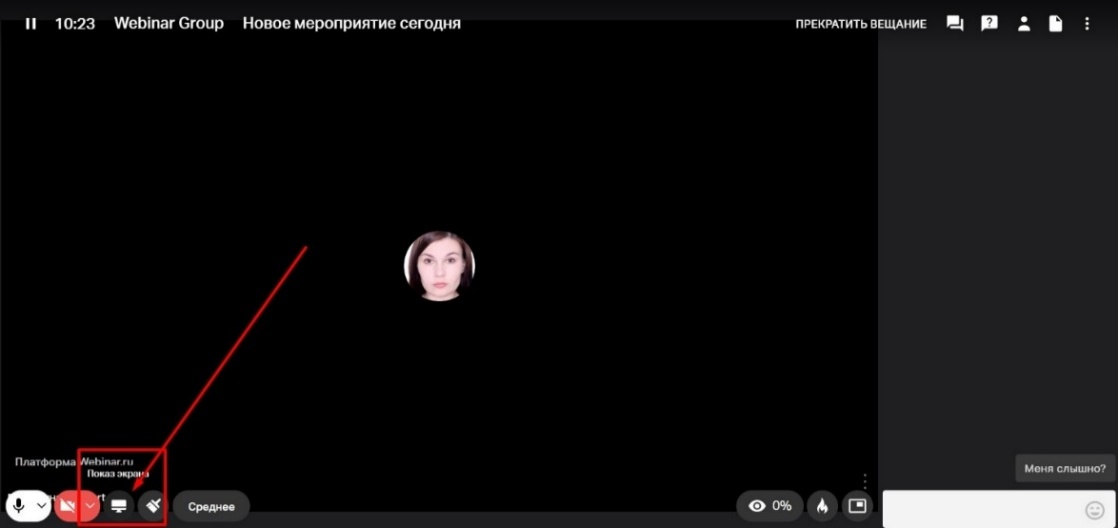 10:23 Webinar Group Новое мероприятие сегодня ПРЕКРАТИТЬ ВЕЩАНИЕ
Платформа Webinar.ru
Показ экрана
Меня слышно?
Среднее
0%